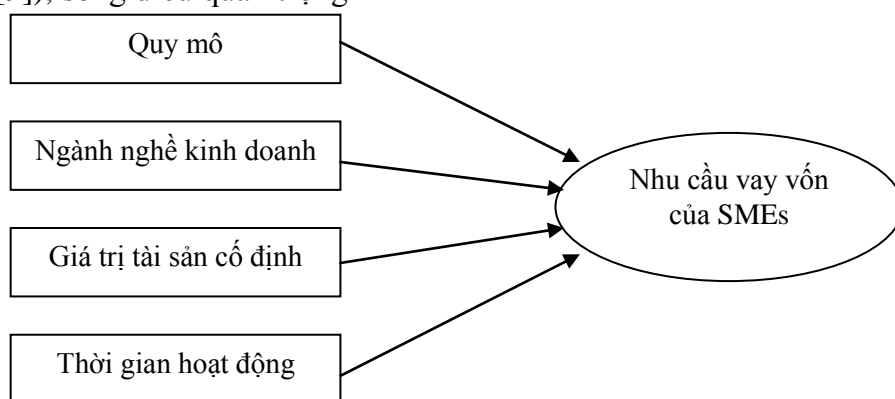 Quy mô
Ngành nghề kinh doanh
Giá trị tài sản cố định
Thời gian hoạt động
Nhu cầu vay vốn
của SMEs